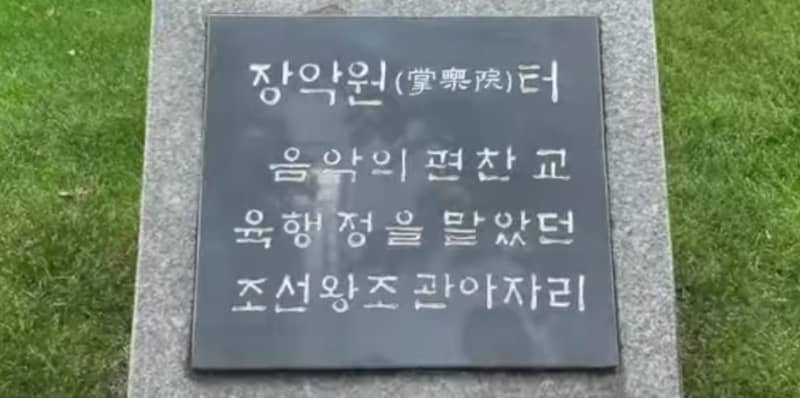 장악원(掌樂院)터
음악의 편찬 교
육행정을 맡았던
조선왕조 관아자리